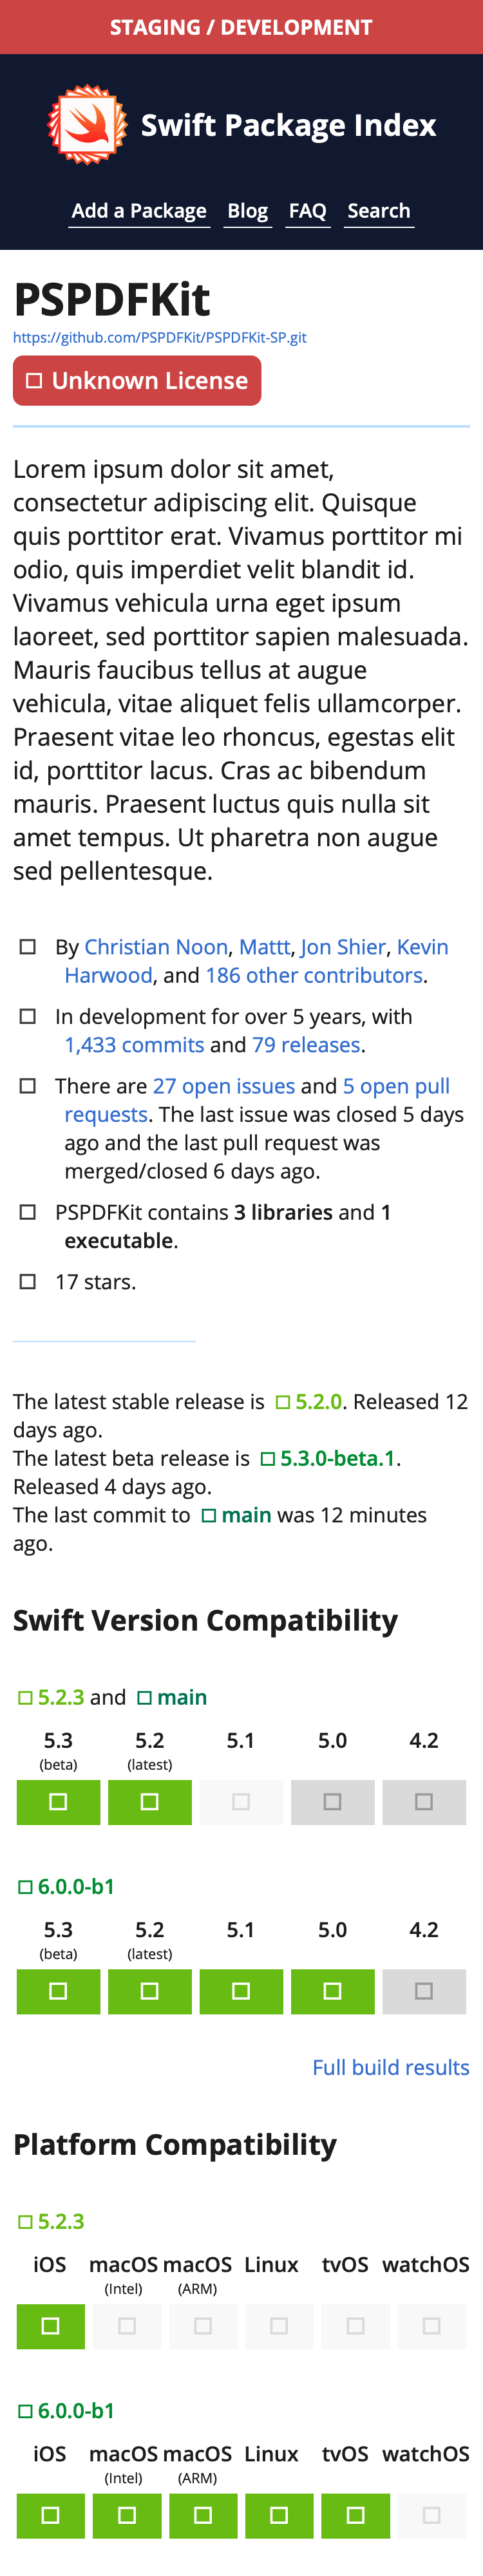 STAGING / DEVELOPMENT
Swift Package Index
Add a Package Blog FAQ Search
PSPDFKit
https://github.com/PSPDFKit/PSPDFKit-SP.git
Unknown License
Lorem ipsum dolor sit amet,
consectetur adipiscing elit. Quisque
quis porttitor erat. Vivamus porttitor mi
odio, quis imperdiet velit blandit id.
Vivamus vehicula urna eget ipsum
laoreet, sed porttitor sapien malesuada.
Mauris faucibus tellus at augue
vehicula, vitae aliquet felis ullamcorper.
Praesent vitae leo rhoncus, egestas elit
id, porttitor lacus. Cras ac bibendum
mauris. Praesent luctus quis nulla sit
amet tempus. Ut pharetra non augue
sed pellentesque.
By Christian Noon, Mattt, Jon Shier, Kevin
Harwood, and 186 other contributors.
In development for over 5 years, with
1,433 commits and 79 releases.
There are 27 open issues and 5 open pull
requests. The last issue was closed 5 days
ago and the last pull request was
merged/closed 6 days ago.
PSPDFKit contains 3 libraries and 1
executable.
17 stars.
The latest stable release is 5.2.0. Released 12
days ago.
The latest beta release is 5.3.0-beta.1.
Released 4 days ago.
The last commit to main was 12 minutes
ago.
Swift Version Compatibility
5.2.3 and main
5.3 5.2 5.1 5.0 4.2
(beta) (latest)
6.0.0-b1
5.3 5.2 5.1 5.0 4.2
(beta) (latest)
Full build results
Platform Compatibility
5.2.3
iOS macOS macOS Linux tvOS watchOS
(Intel) (ARM)
6.0.0-b1
iOS macOS macOS Linux tvOS watchOS
(Intel) (ARM)